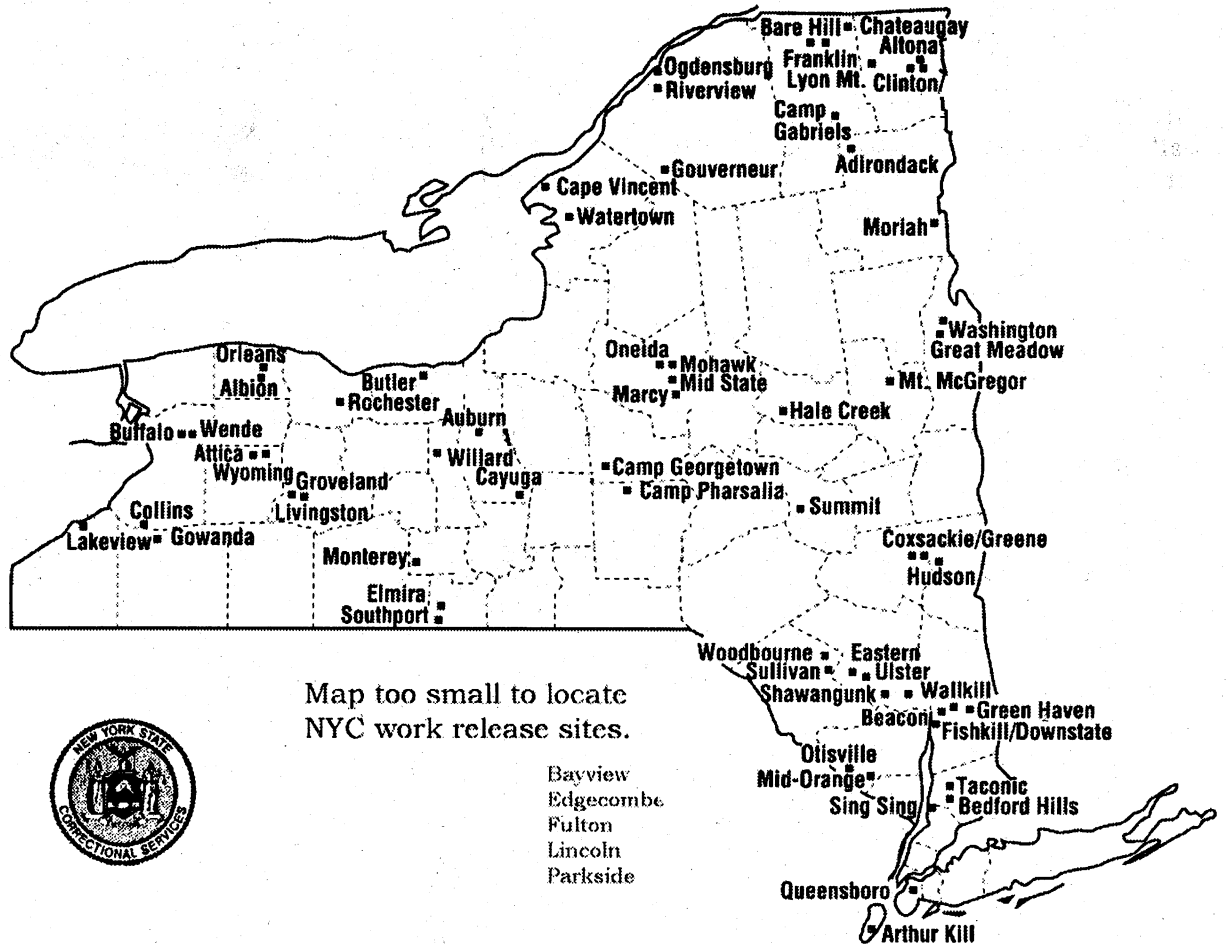 Bare Hill Chateaugay
Altona
Franklin
Lyon Mt. Clinton
Ogdensburg
Riverview
Camp
Gabriels
Adirondack
Gouverneur
Cape Vincent
Watertown
Moriah
Washington
Great Meadow
Oneida
Mohawk
Mid State
Marcy
Mt. McGregor
Hale Creek
Orleans
Albion
Butler
Rochester
Auburn
Buffalo Wende
Attica
Wyoming
Willard
Cayuga
Groveland
Livingston
Camp Georgetown
Camp Pharsalia
Summit
Collins
Lakeview Gowanda
Coxsackie/Greene
Hudson
Monterey
Elmira
Southport
Woodbourne Eastern
Sullivan Ulster
Shawangunk Wallkill
Beacon Green Haven
Fishkill/Downstate
Otisville
Mid-Orange
Taconic
Sing Sing Bedford Hills
Queensboro
Arthur Kill
Map too small to locate
NYC work release sites.
Bayview
Edgecombe
Fulton
Lincoln
Parkside
NEW YORK STATE
CORRECTIONAL SERVICES